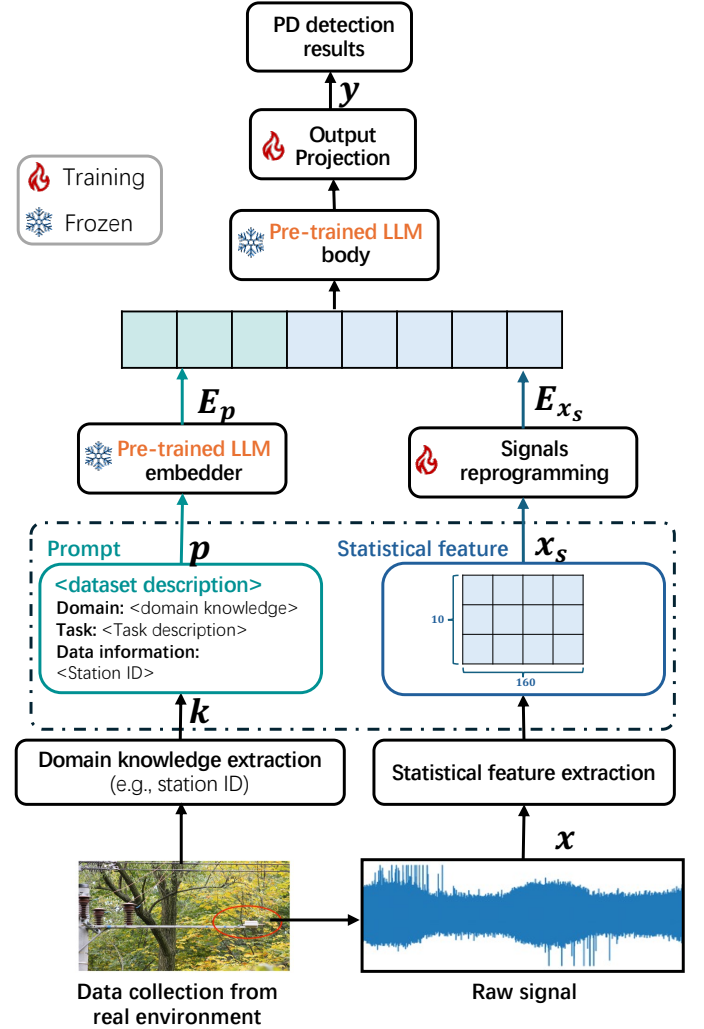 PD detection
results
y
Output
Projection
Training
Frozen
Pre-trained LLM
body
E_p
E_{x_s}
Pre-trained LLM
embedder
Signals
reprogramming
Prompt
p
Statistical feature
x_s
<dataset description>
Domain: <domain knowledge>
Task: <Task description>
Data information:
<Station ID>
10
160
k
Domain knowledge extraction
(e.g., station ID)
Statistical feature extraction
x
Data collection from
real environment
Raw signal